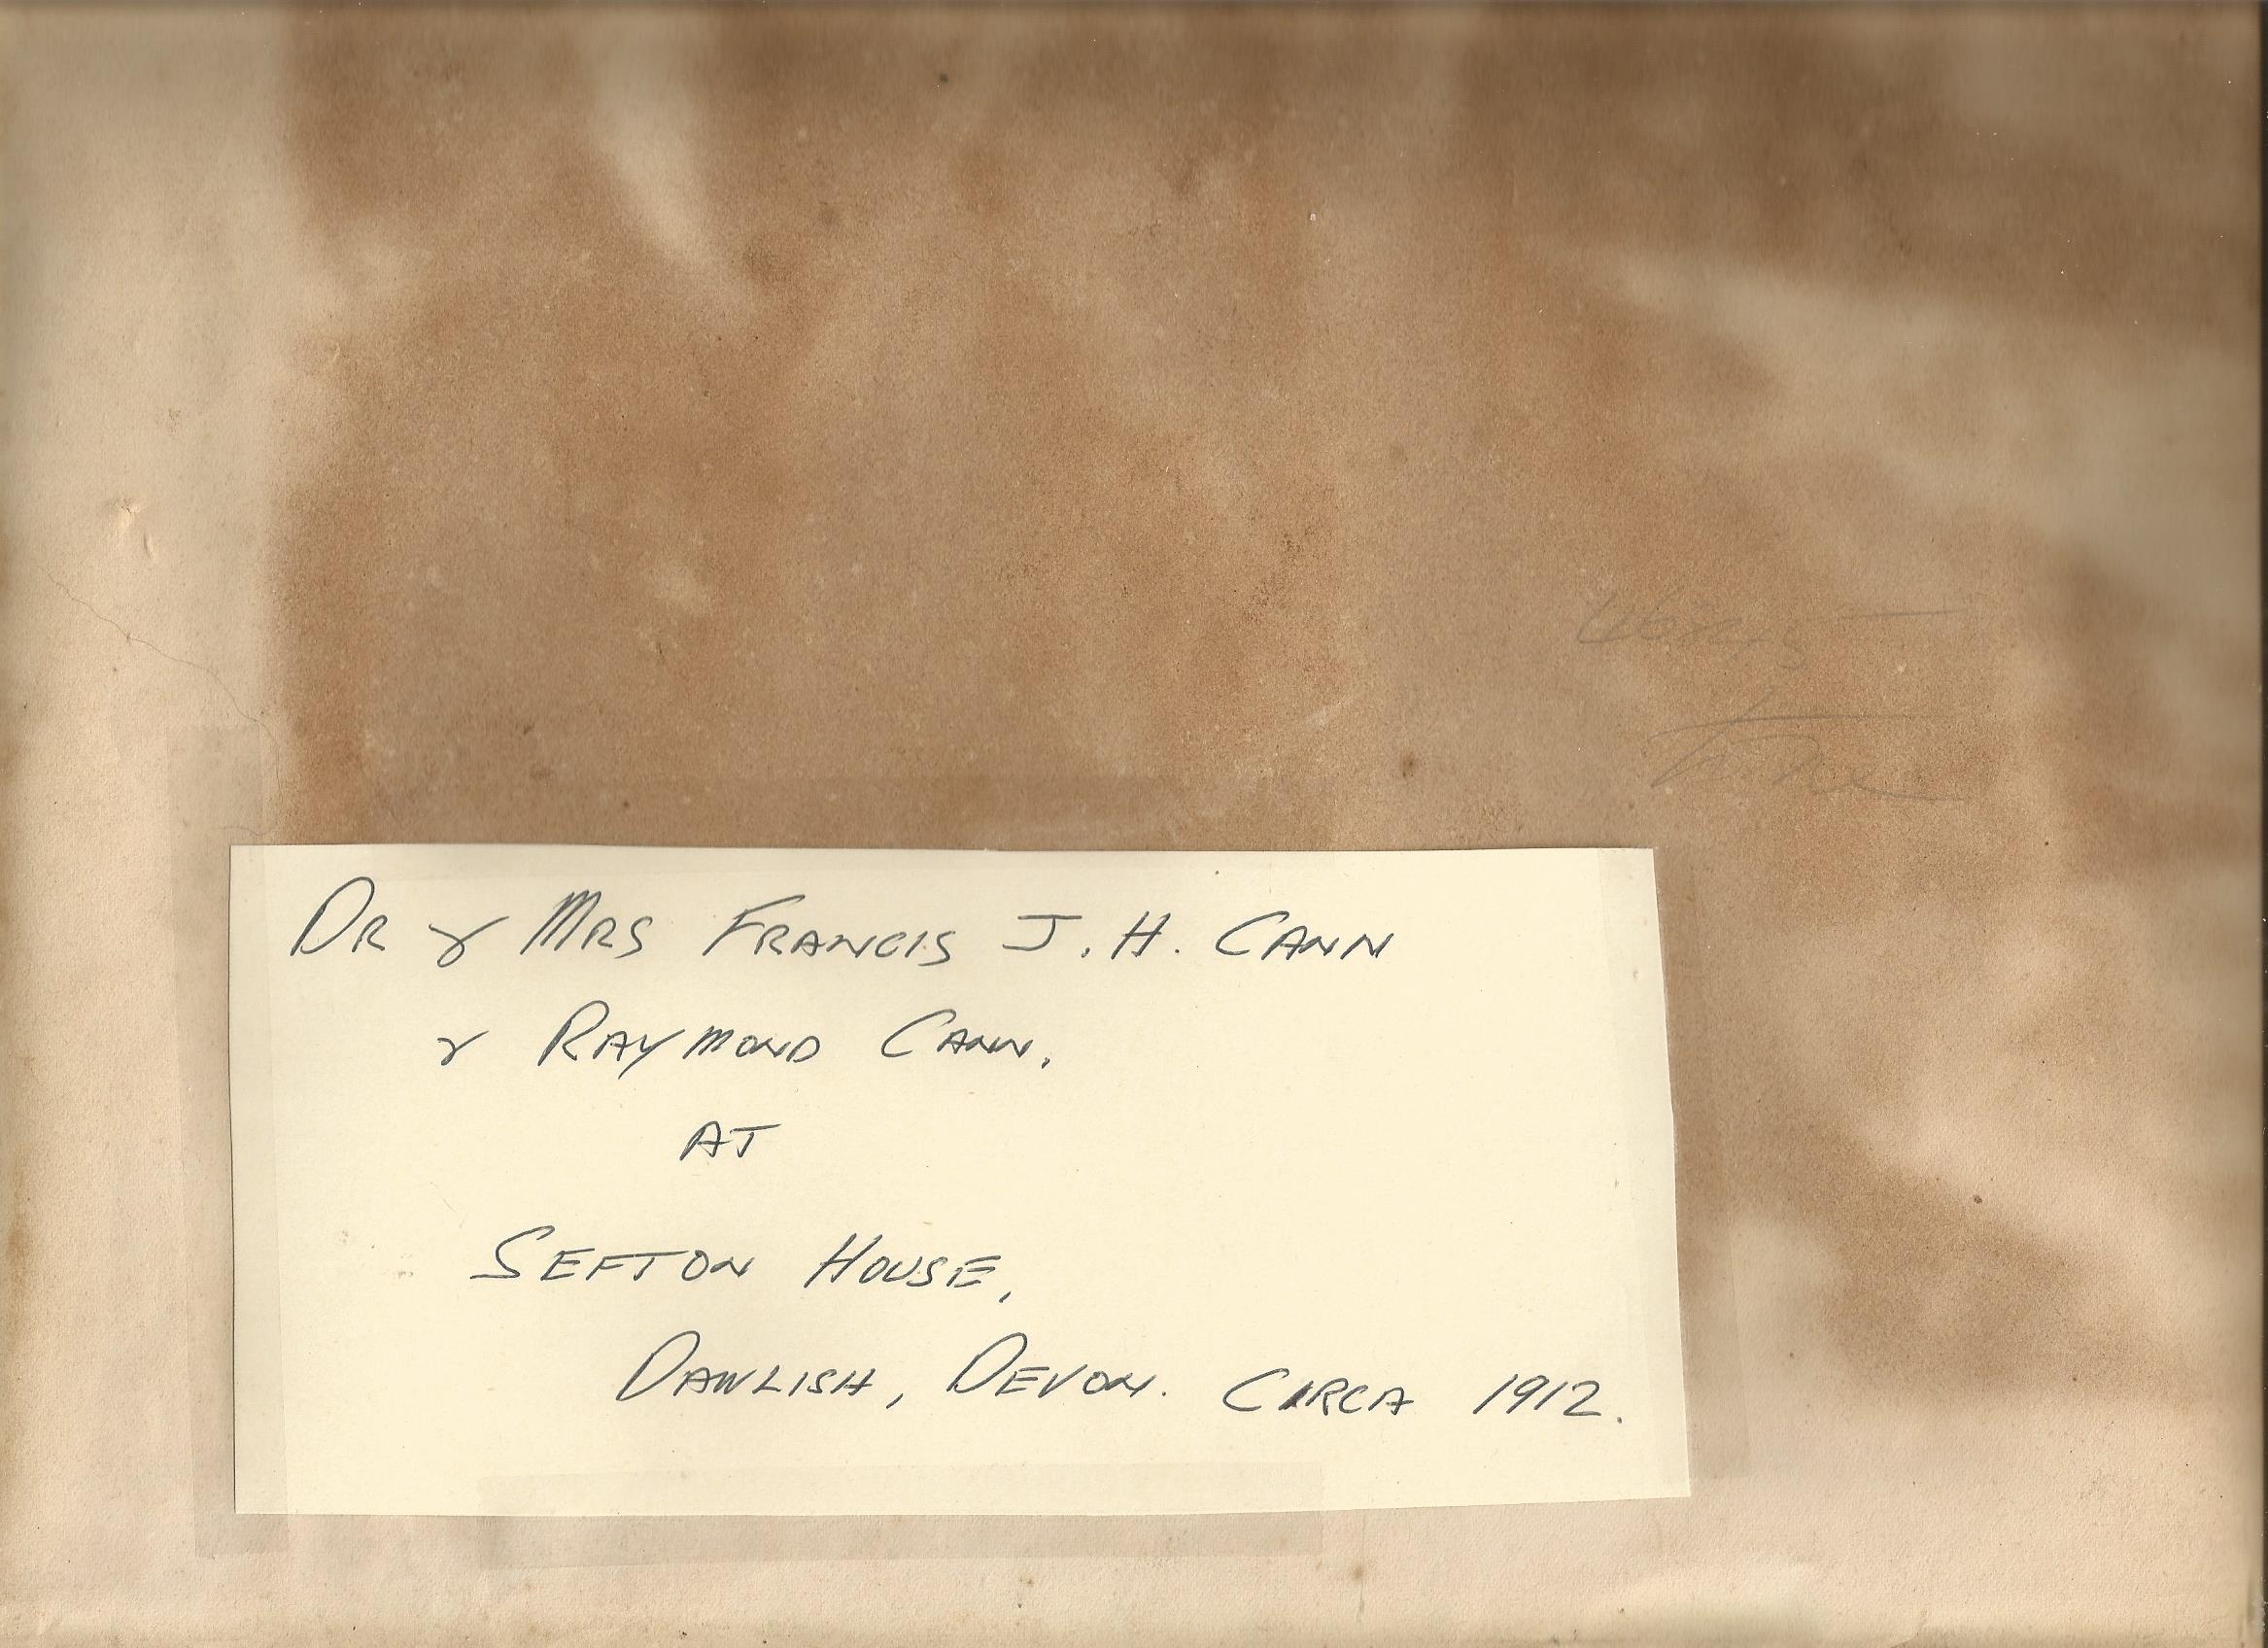 DR & MRS FRANCIS J. H. CANN
& RAYMOND CANN.
AT
SEFTON HOUSE,
DAWLISH, DEVON. CIRCA 1912.